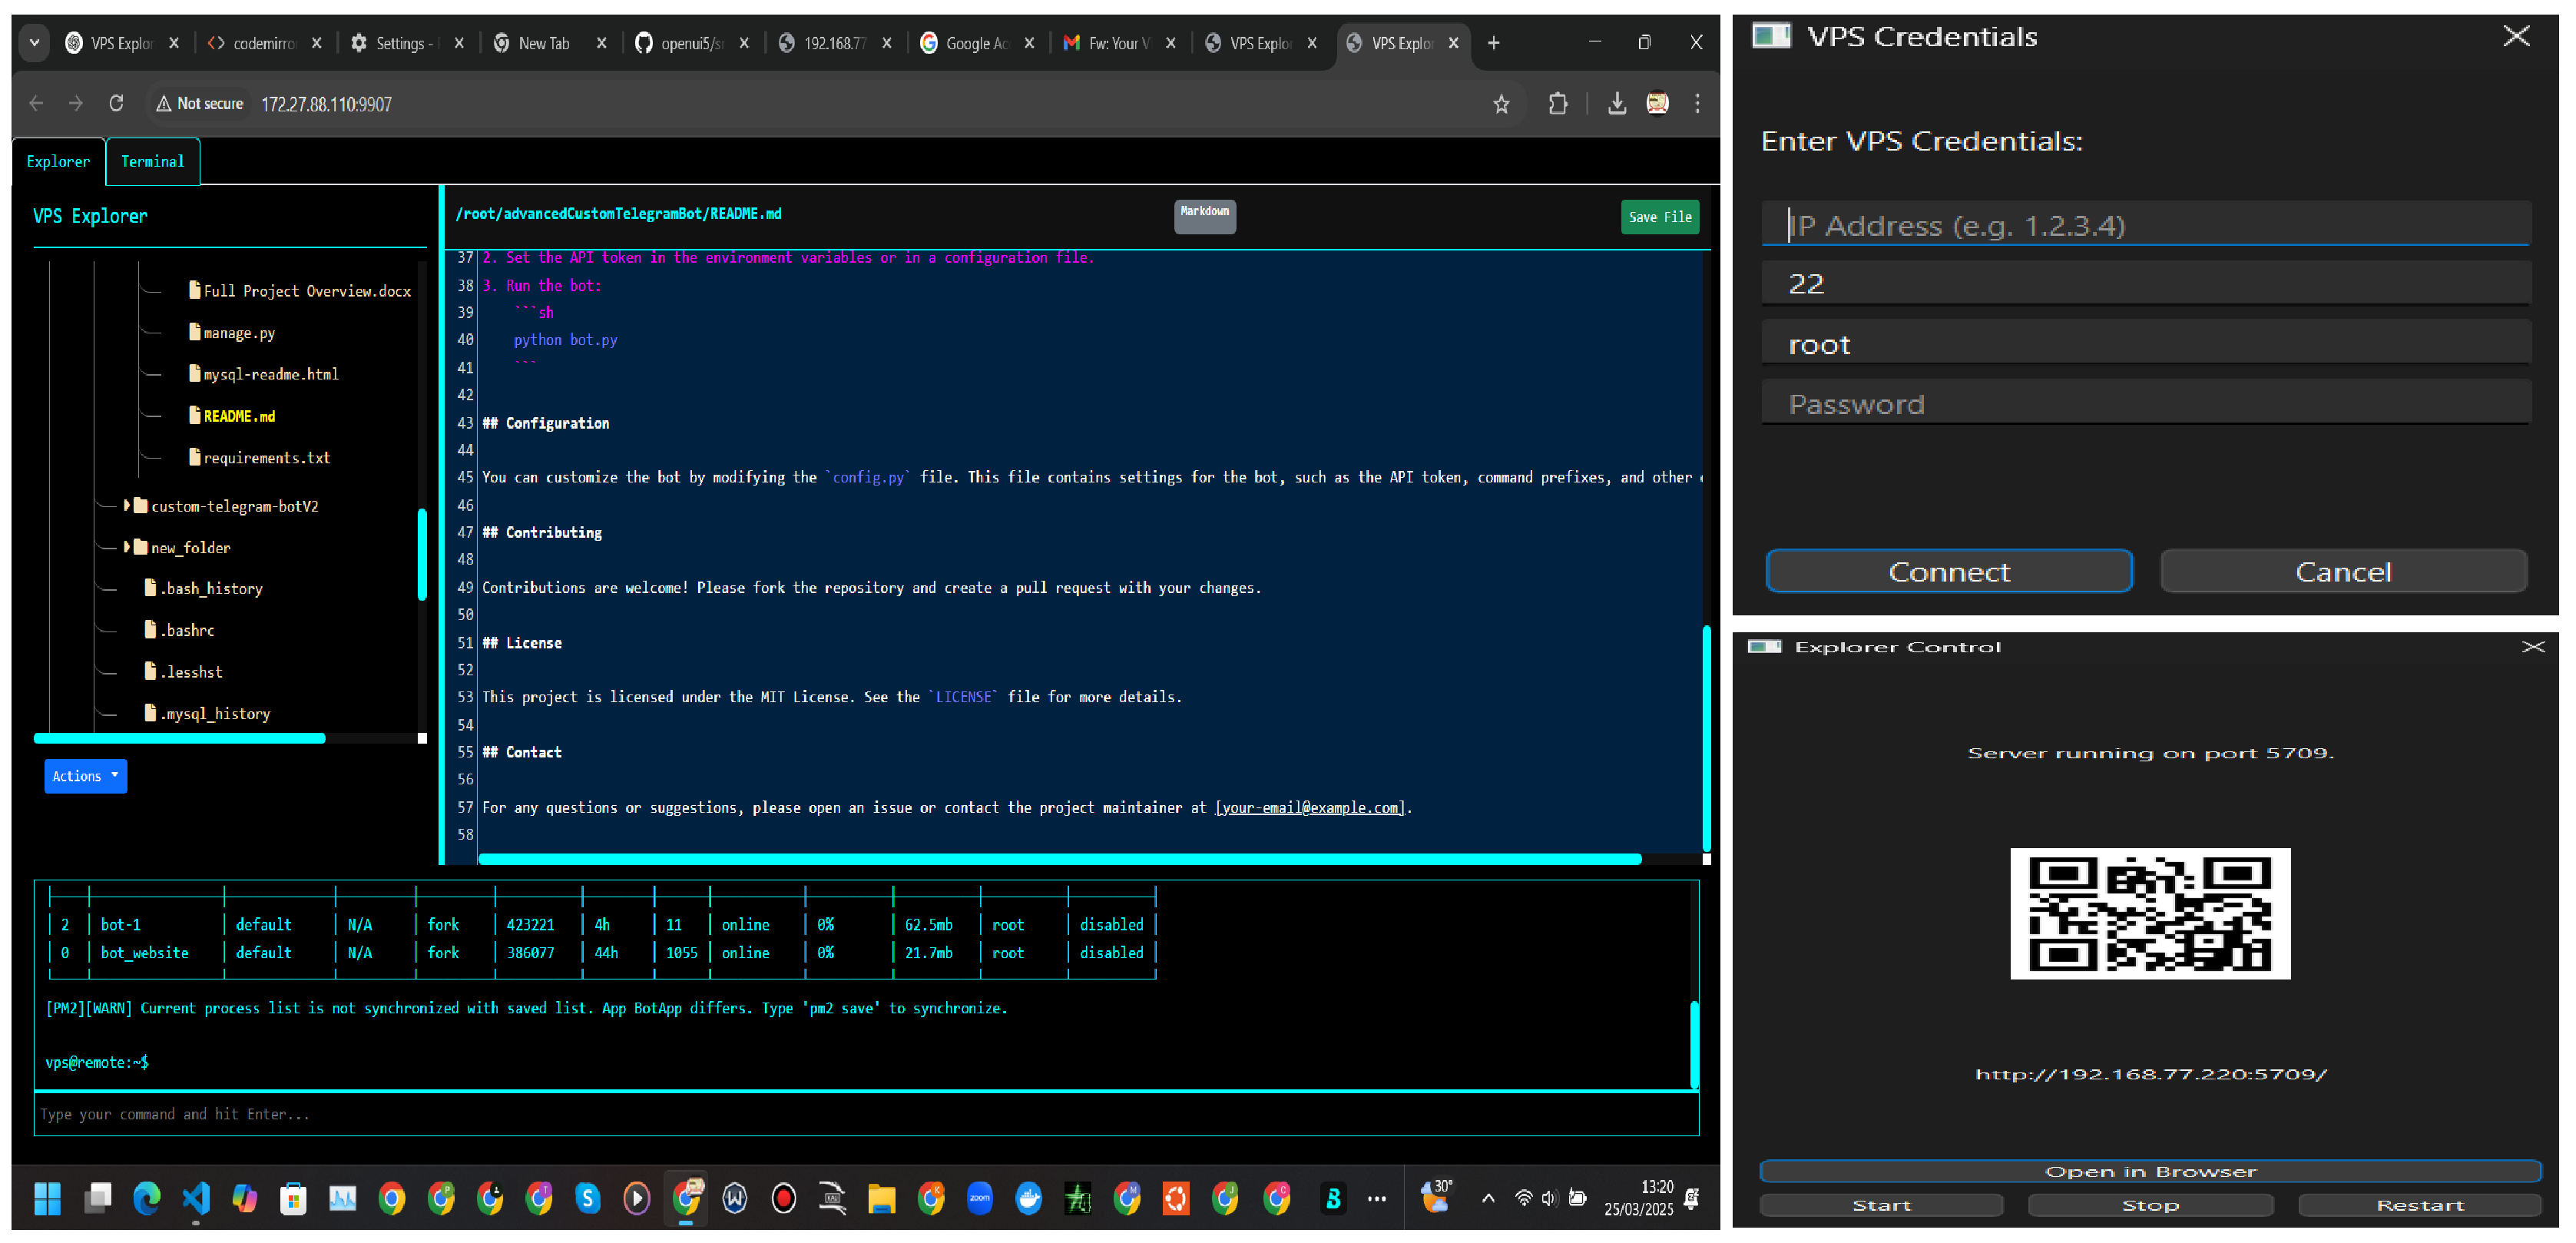 VPS Explor
codemirro
Settings -
New Tab
openui5/s
192.168.77
Google Ac
Fw: Your V
VPS Explor
VPS Explor
Not secure 172.27.88.110:9907
Explorer Terminal
VPS Explorer
Full Project Overview.docx
manage.py
mysql-readme.html
README.md
requirements.txt
custom-telegram-botV2
new_folder
.bash_history
.bashrc
.lesshst
.mysql_history
Actions
/root/advancedCustomTelegramBot/README.md
Markdown
Save File
37 2. Set the API token in the environment variables or in a configuration file.
38 3. Run the bot:
39 ```sh
40 python bot.py
41 ```
42
43 ## Configuration
44
45 You can customize the bot by modifying the `config.py` file. This file contains settings for the bot, such as the API token, command prefixes, and other
46
47 ## Contributing
48
49 Contributions are welcome! Please fork the repository and create a pull request with your changes.
50
51 ## License
52
53 This project is licensed under the MIT License. See the `LICENSE` file for more details.
54
55 ## Contact
56
57 For any questions or suggestions, please open an issue or contact the project maintainer at [your-email@example.com].
58
2 bot-1 default N/A fork 423221 4h 11 online 0% 62.5mb root disabled
0 bot_website default N/A fork 386077 44h 1055 online 0% 21.7mb root disabled
[PM2][WARN] Current process list is not synchronized with saved list. App BotApp differs. Type 'pm2 save' to synchronize.
vps@remote:~$
Type your command and hit Enter...
zoom
30°
13:20
25/03/2025
VPS Credentials
Enter VPS Credentials:
IP Address (e.g. 1.2.3.4)
22
root
Password
Connect Cancel
Explorer Control
Server running on port 5709.
http://192.168.77.220:5709/
Open in Browser
Start Stop Restart